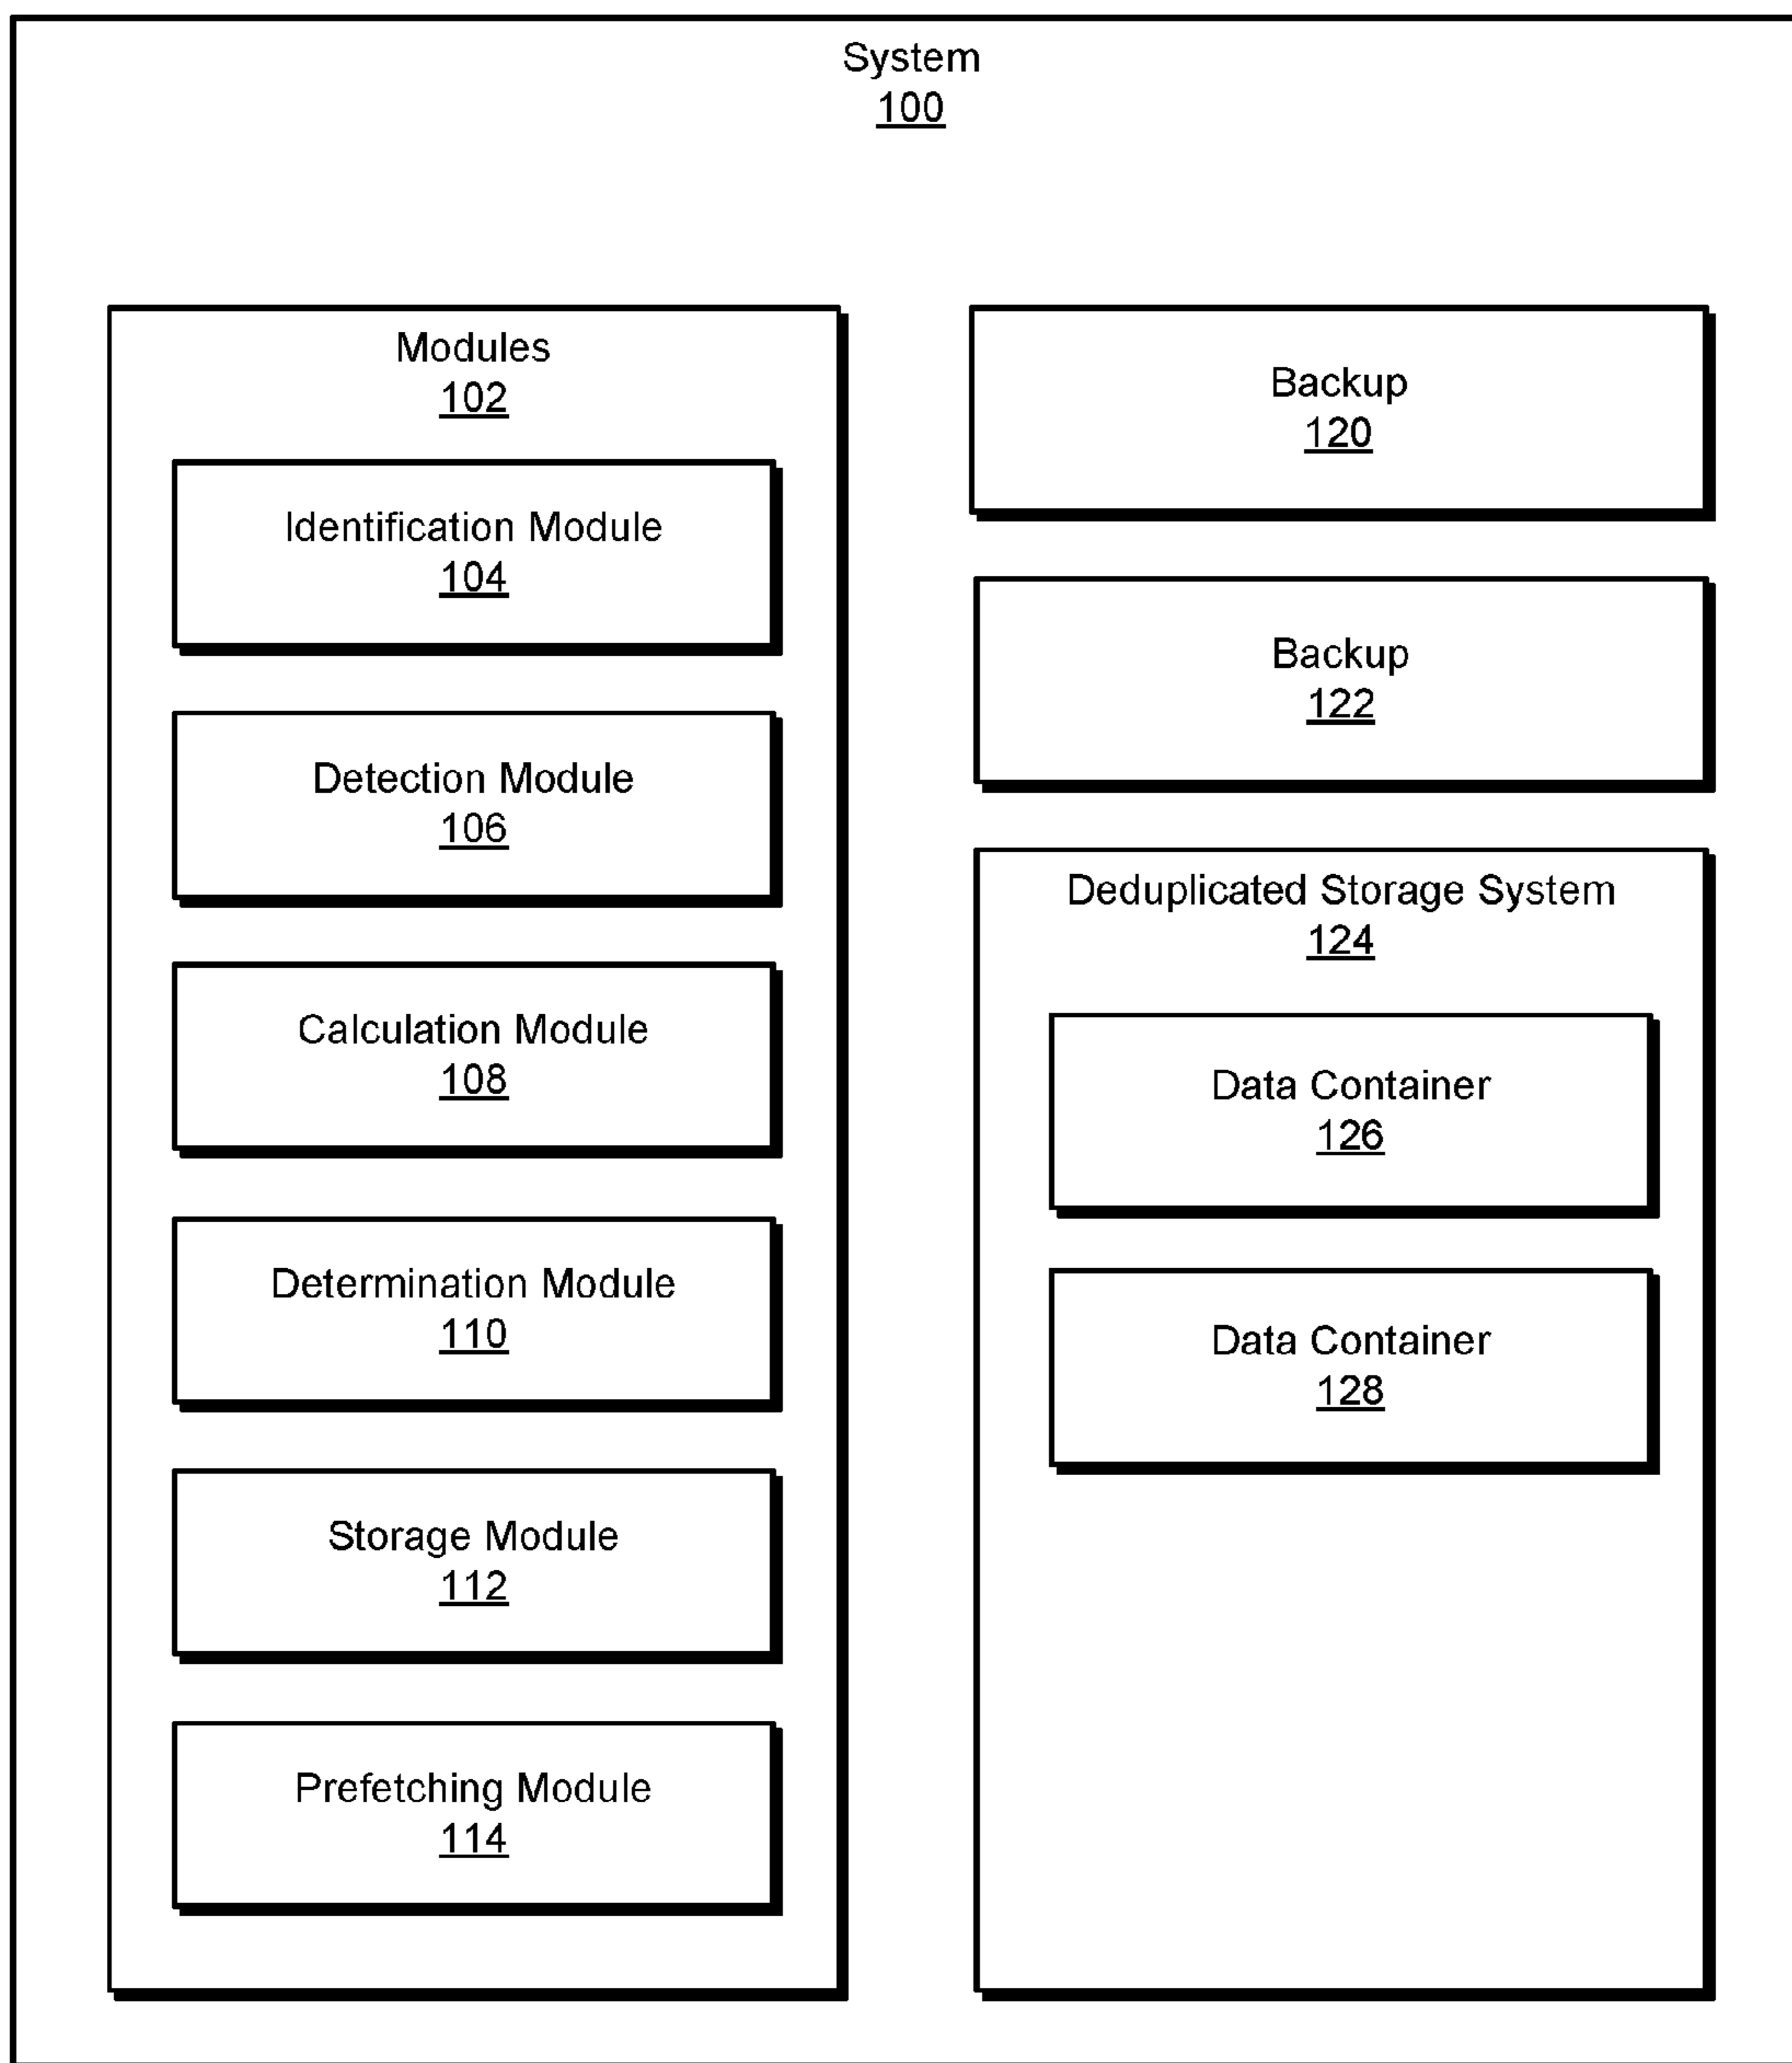 System
100
Modules
102
Identification Module
104
Detection Module
106
Calculation Module
108
Determination Module
110
Storage Module
112
Prefetching Module
114
Backup
120
Backup
122
Deduplicated Storage System
124
Data Container
126
Data Container
128